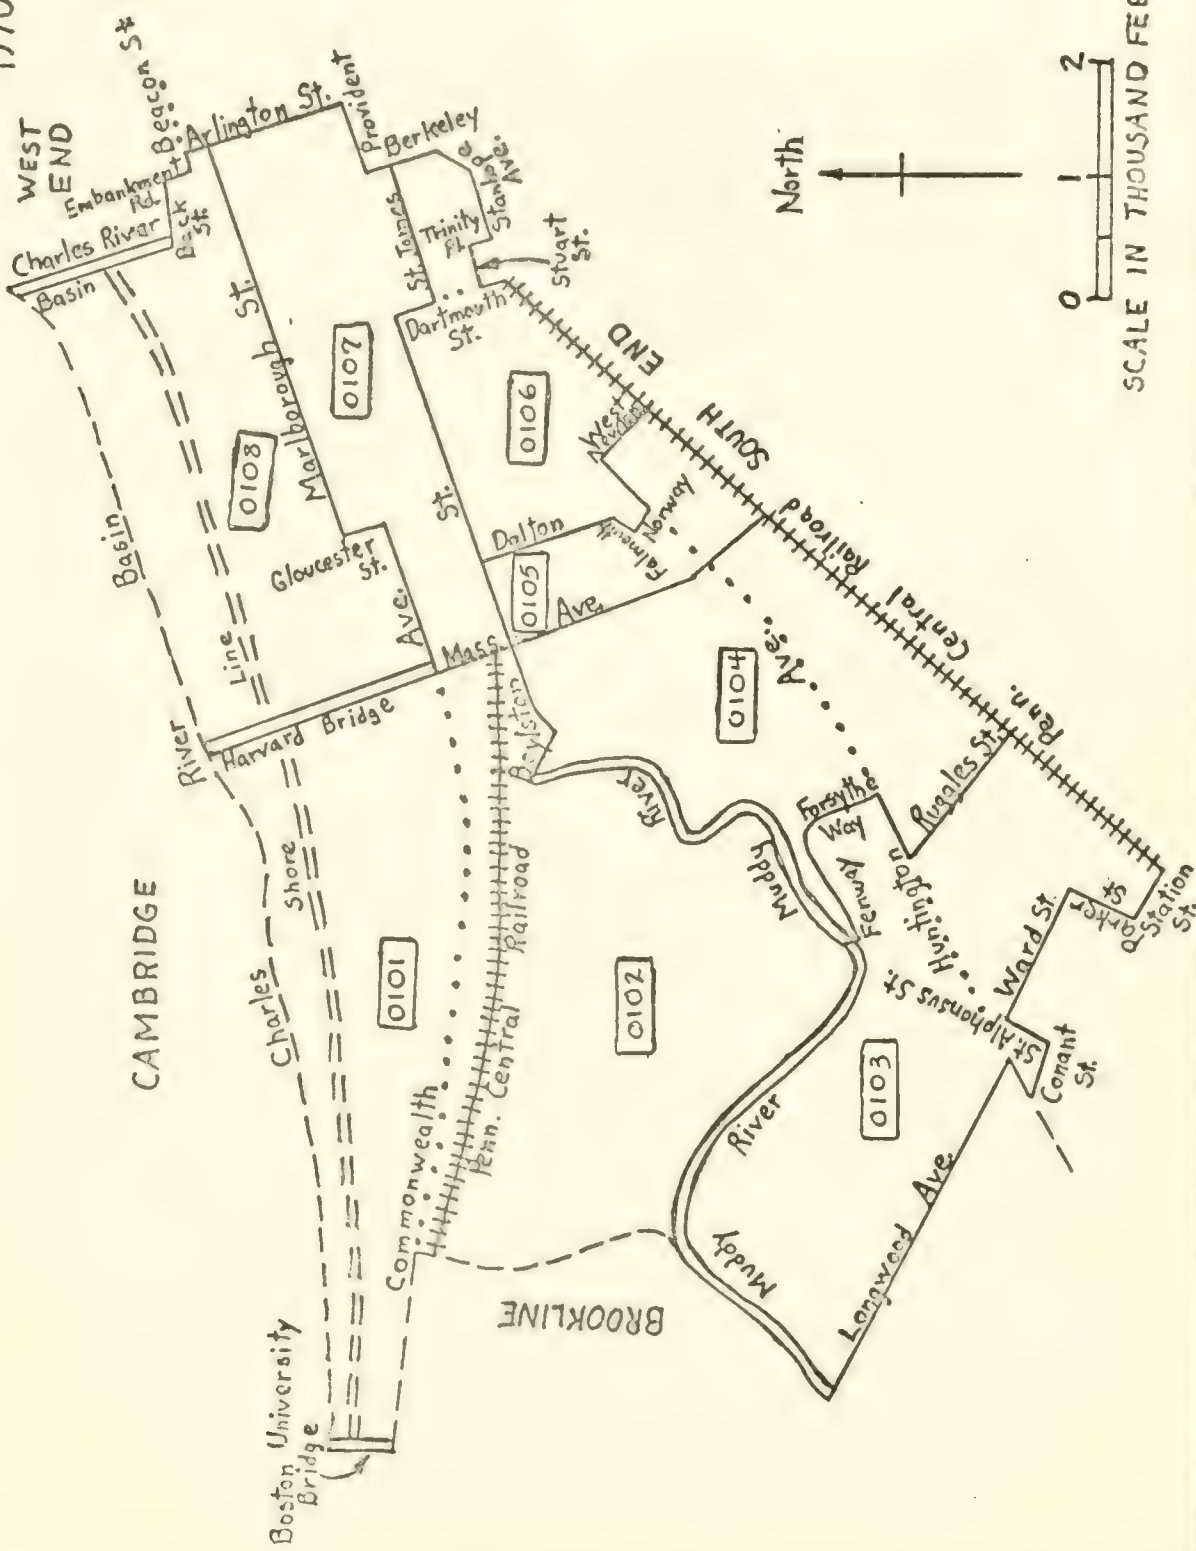 WEST
END
Beacon St
Embankment
Rd.
Arlington St.
Back
St.
Charles River
Basin
Provident
Berkeley
Stanhope
Ave.
St. James
Trinity
Pl.
Stuart
St.
Dartmouth
St.
Marlborough St.
0108
0107
0106
0105
Gloucester
St.
Ave.
Mass.
Ave.
Boylston
St.
Dalton
West
Falmouth
Norway
SOUTH END
Penn. Central Railroad
CAMBRIDGE
Charles River Basin
Shore Line
Harvard Bridge
0101
Commonwealth
Penn. Central Railroad
0102
0104
Muddy River
Forsythe
Way
Fenway
Huntington Ave.
Ruggles St.
Ward St.
Parker
St
Station
St.
St. Alphonsus St.
St. Alphonsus
Conant
St.
0103
Muddy River
Longwood Ave.
BROOKLINE
Boston University
Bridge
North
0 1 2
SCALE IN THOUSAND FEE